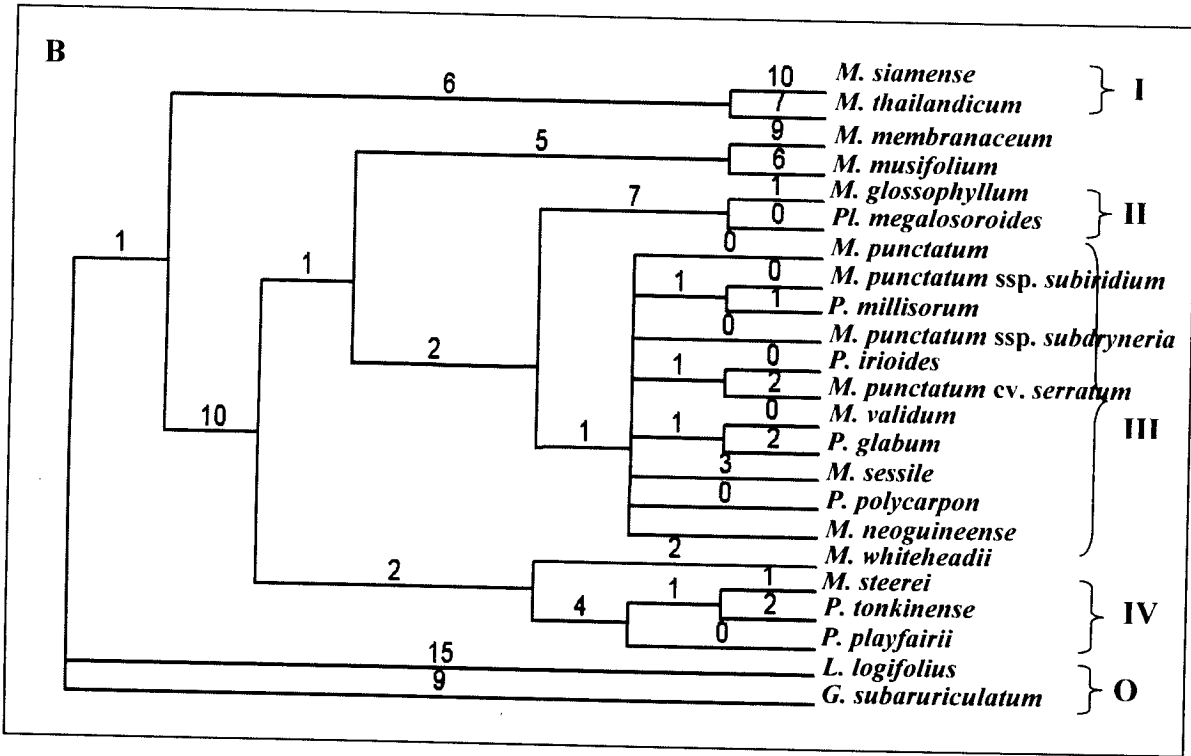 B
6
10 M. siamense
7 M. thailandicum
I
9 M. membranaceum
5
6 M. musifolium
1 M. glossophyllum
7
0 Pl. megalosoroides
II
0 M. punctatum
1
1
0 M. punctatum ssp. subiridium
1
1 P. millisorum
0 M. punctatum ssp. subdryneria
2
0 P. irioides
1
2 M. punctatum cv. serratum
10
0 M. validum
1
1
2 P. glabum
III
3 M. sessile
0 P. polycarpon
M. neoguineense
2 M. whiteheadii
2
1 M. steerei
1
4
2 P. tonkinense
IV
0 P. playfairii
15 L. logifolius
9 G. subaruriculatum
O